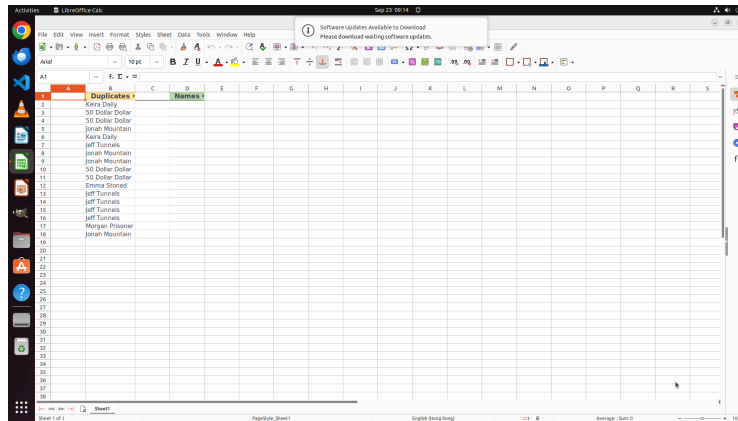 Activities
LibreOffice Calc
Sep 23 09:14
Software Updates Available to Download
Please download waiting software updates.
File Edit View Insert Format Styles Sheet Data Tools Window Help
Arial
10 pt
A1
A B C D E F G H I J K L M N O P Q R S
1 Duplicates Names
2 Keira Daily
3 50 Dollar Dollar
4 50 Dollar Dollar
5 Jonah Mountain
6 Keira Daily
7 Jeff Tunnels
8 Jonah Mountain
9 Jonah Mountain
10 50 Dollar Dollar
11 50 Dollar Dollar
12 Emma Stoned
13 Jeff Tunnels
14 Jeff Tunnels
15 Jeff Tunnels
16 Jeff Tunnels
17 Morgan Prisoner
18 Jonah Mountain
19
20
21
22
23
24
25
26
27
28
29
30
31
32
33
34
35
36
37
38
Sheet1
Sheet 1 of 1
PageStyle_Sheet1
English (Hong Kong)
Average: ; Sum: 0